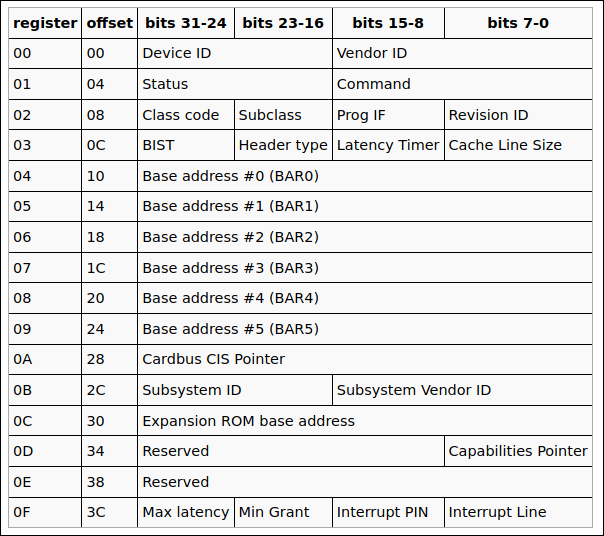 register offset bits 31-24 bits 23-16 bits 15-8 bits 7-0
00 00 Device ID Vendor ID
01 04 Status Command
02 08 Class code Subclass Prog IF Revision ID
03 0C BIST Header type Latency Timer Cache Line Size
04 10 Base address #0 (BAR0)
05 14 Base address #1 (BAR1)
06 18 Base address #2 (BAR2)
07 1C Base address #3 (BAR3)
08 20 Base address #4 (BAR4)
09 24 Base address #5 (BAR5)
0A 28 Cardbus CIS Pointer
0B 2C Subsystem ID Subsystem Vendor ID
0C 30 Expansion ROM base address
0D 34 Reserved Capabilities Pointer
0E 38 Reserved
0F 3C Max latency Min Grant Interrupt PIN Interrupt Line